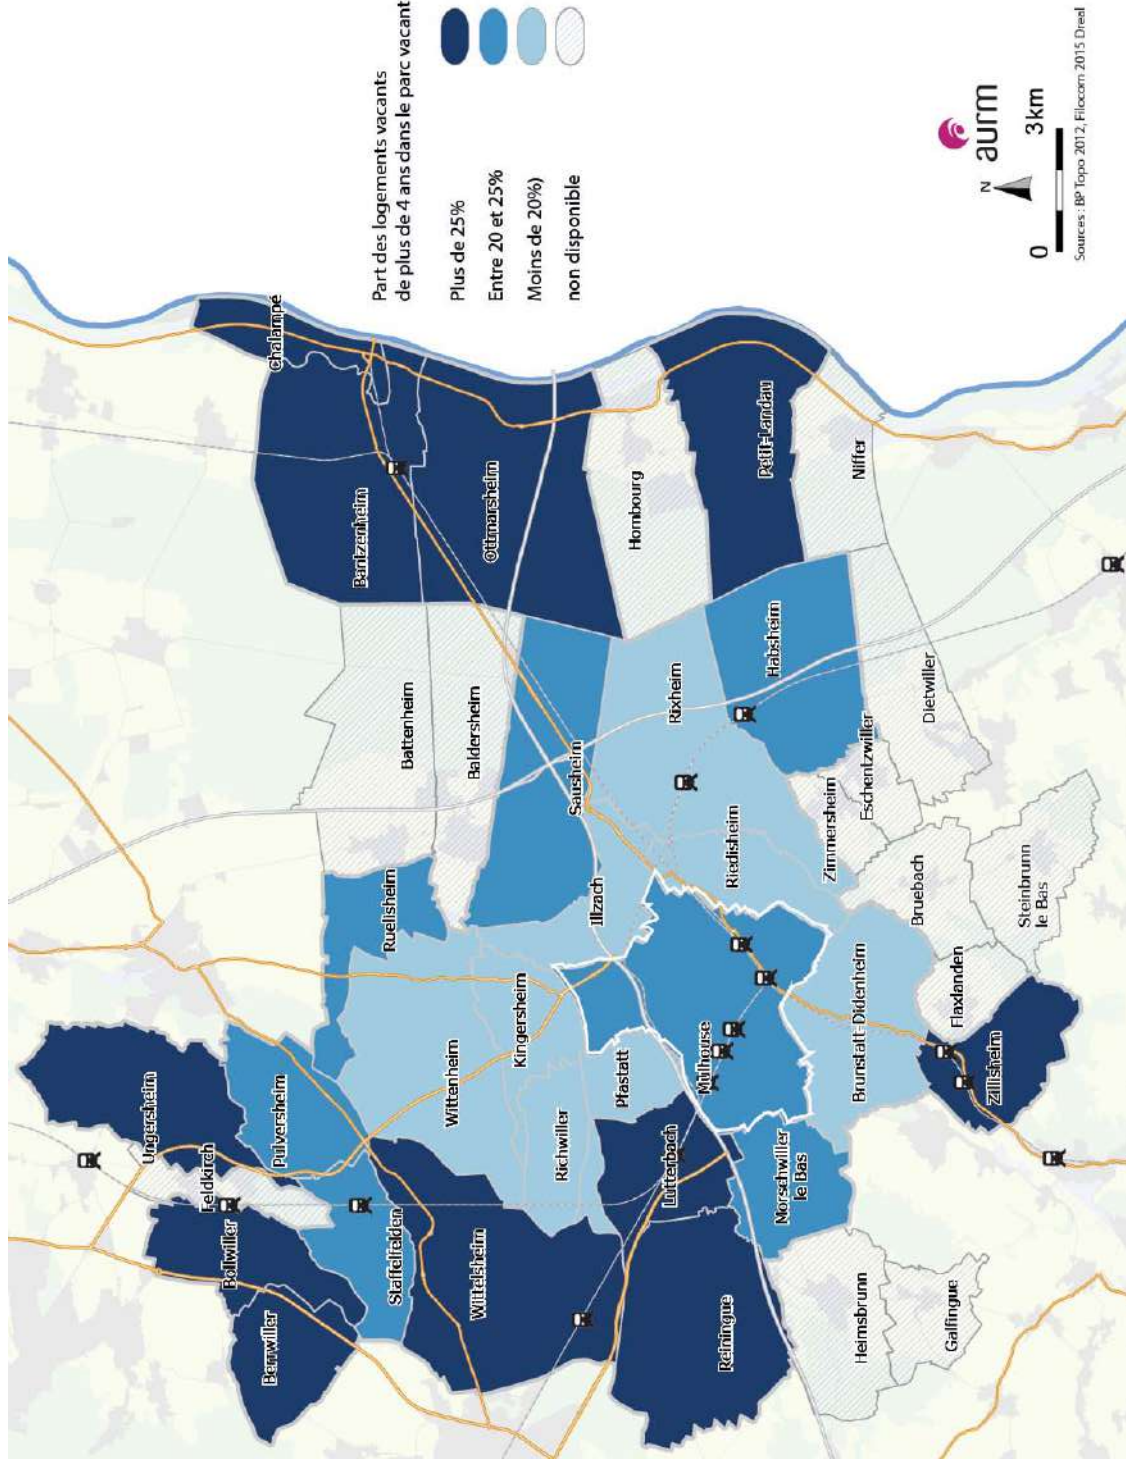 Part des logements vacants
de plus de 4 ans dans le parc vacant
Plus de 25%
Entre 20 et 25%
Moins de 20%)
non disponible
Ungersheim
Feldkirch
Bollwiller
Berrwiller
Pulversheim
Staffelfelden
Ruelisheim
Wittenheim
Wittelsheim
Kingersheim
Richwiller
Battenheim
Baldersheim
Chalampé
Bantzenheim
Ottmarsheim
Sausheim
Illzach
Pfastatt
Lutterbach
Reiningue
Mulhouse
Morschwiller
le Bas
Rixheim
Riedisheim
Hombourg
Petit-Landau
Habsheim
Niffer
Zimmersheim
Eschentzwiller
Dietwiller
Brunstatt-Didenheim
Bruebach
Flaxlanden
Steinbrunn
le Bas
Zillisheim
Heimsbrunn
Galfingue
aurm
N
0 3km
Sources : BP Topo 2012, Filocom 2015 Dreal